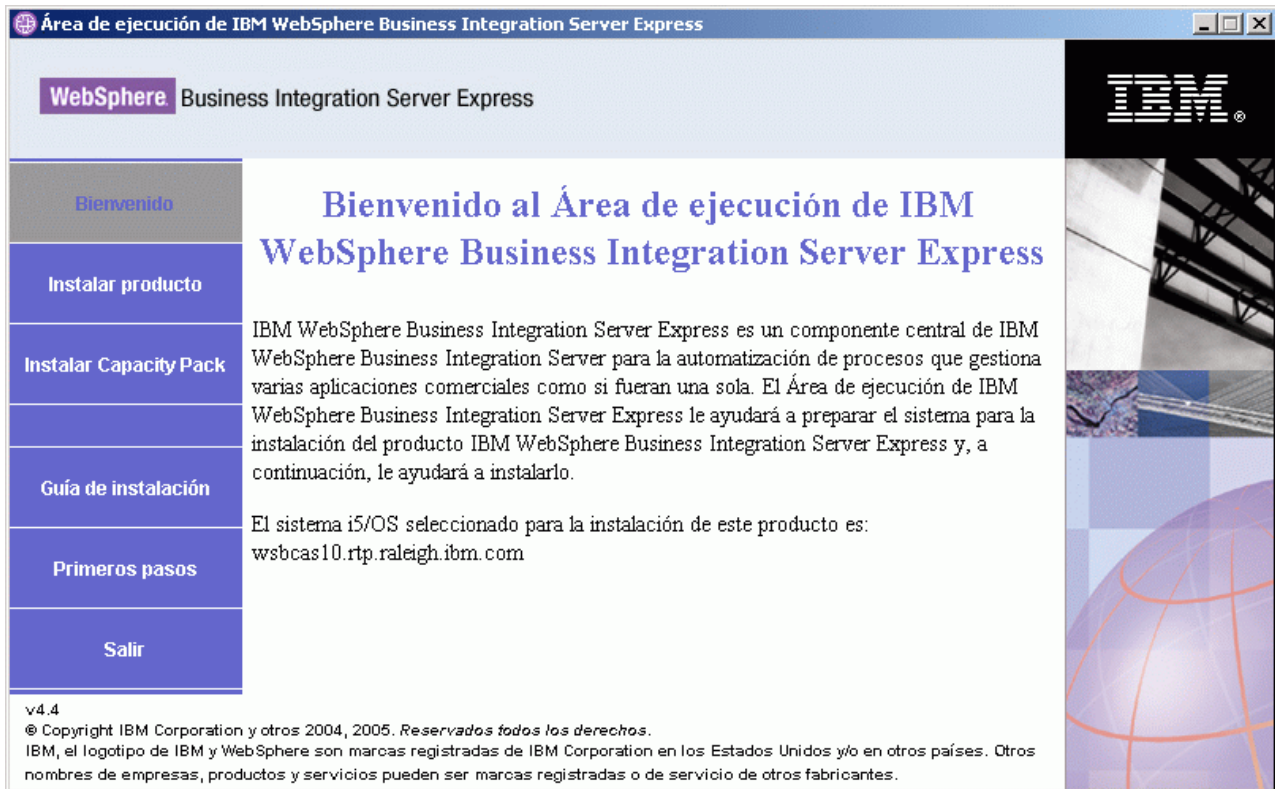 Área de ejecución de IBM WebSphere Business Integration Server Express
WebSphere. Business Integration Server Express
IBM®
Bienvenido
Instalar producto
Instalar Capacity Pack
Guía de instalación
Primeros pasos
Salir
Bienvenido al Área de ejecución de IBM
WebSphere Business Integration Server Express
IBM WebSphere Business Integration Server Express es un componente central de IBM
WebSphere Business Integration Server para la automatización de procesos que gestiona
varias aplicaciones comerciales como si fueran una sola. El Área de ejecución de IBM
WebSphere Business Integration Server Express le ayudará a preparar el sistema para la
instalación del producto IBM WebSphere Business Integration Server Express y, a
continuación, le ayudará a instalarlo.
El sistema i5/OS seleccionado para la instalación de este producto es:
wsbcas10.rtp.raleigh.ibm.com
v4.4
© Copyright IBM Corporation y otros 2004, 2005. Reservados todos los derechos.
IBM, el logotipo de IBM y WebSphere son marcas registradas de IBM Corporation en los Estados Unidos y/o en otros países. Otros
nombres de empresas, productos y servicios pueden ser marcas registradas o de servicio de otros fabricantes.